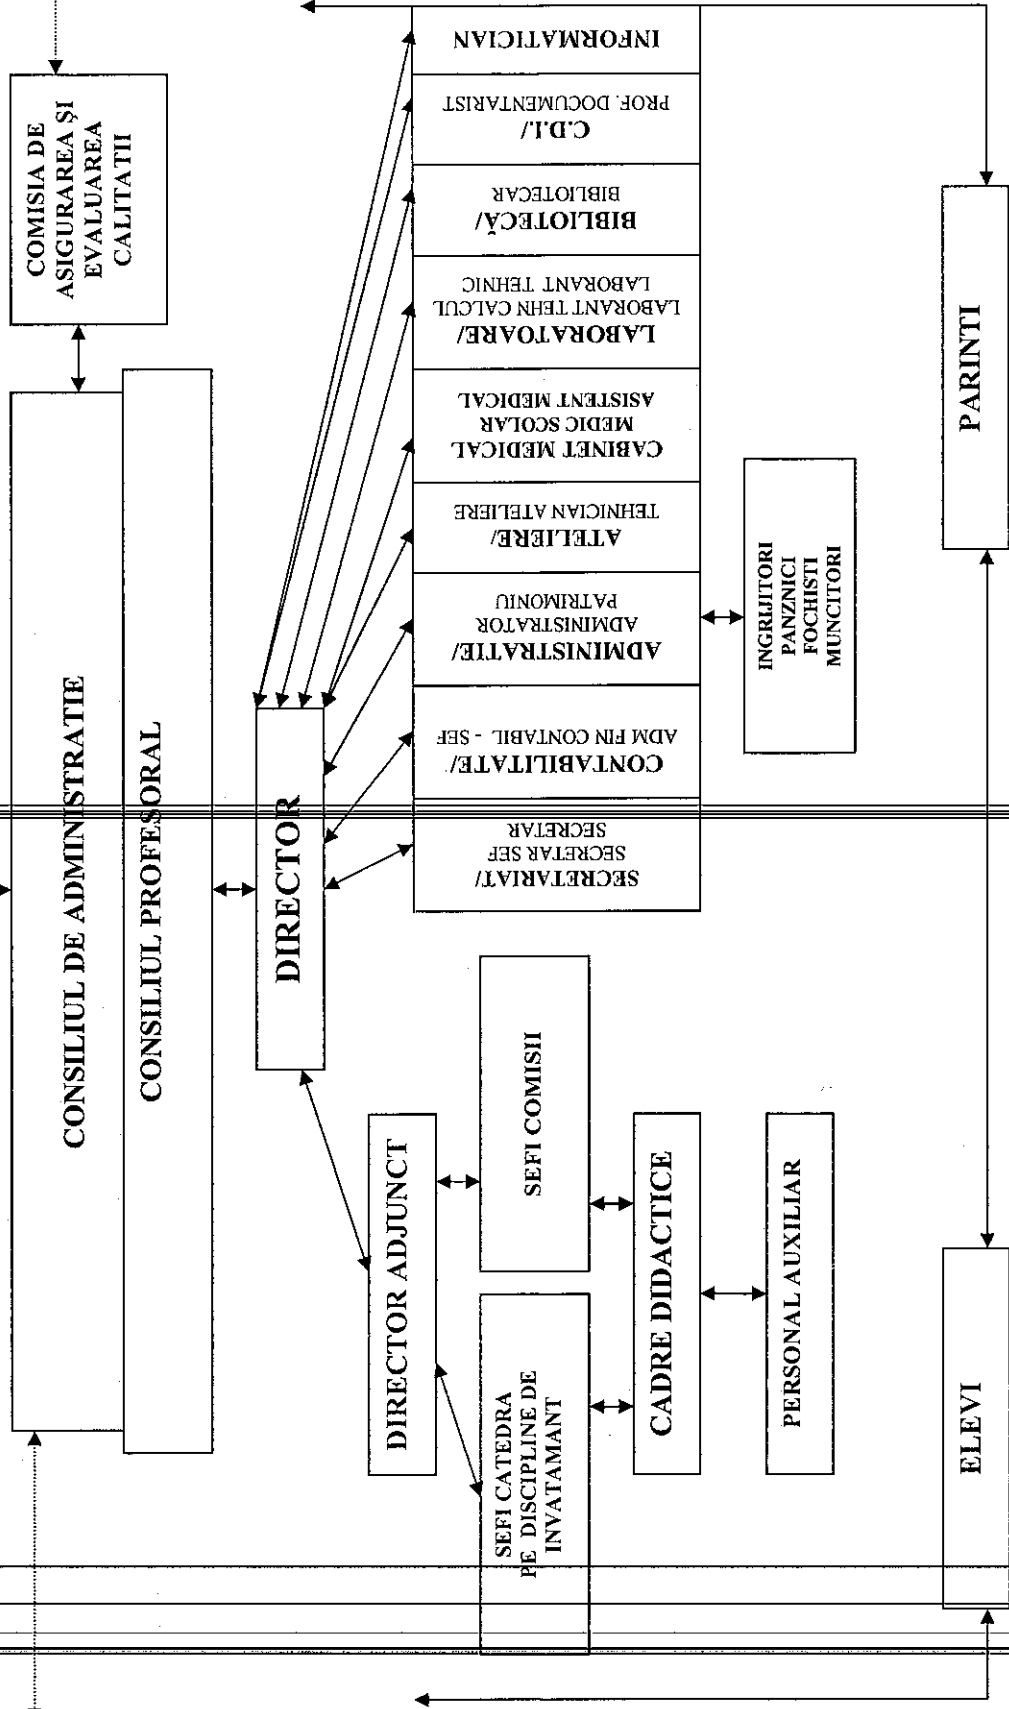 COMISIA DE
ASIGURAREA ȘI
EVALUAREA
CALITATII
CONSILIUL DE ADMINISTRATIE
CONSILIUL PROFESORAL
DIRECTOR
DIRECTOR ADJUNCT
SEFI CATEDRA
PE DISCIPLINE DE
INVATAMANT
SEFI COMISII
CADRE DIDACTICE
PERSONAL AUXILIAR
SECRETARIAT/
SECRETAR SEF
SECRETAR
CONTABILITATE/
ADM FIN CONTABIL - SEF
ADMINISTRATIE/
ADMINISTRATOR
PATRIMONIU
ATELIERE/
TEHNICIAN ATELIERE
CABINET MEDICAL
MEDIC SCOLAR
ASISTENT MEDICAL
LABORATOARE/
LABORANT TEHN CALCUL
LABORANT TEHNIC
BIBLIOTECĂ/
BIBLIOTECAR
C.D.I./
PROF. DOCUMENTARIST
INFORMATICIAN
INGRIJITORI
PANZNICI
FOCHISTI
MUNCITORI
ELEVI
PARINTI